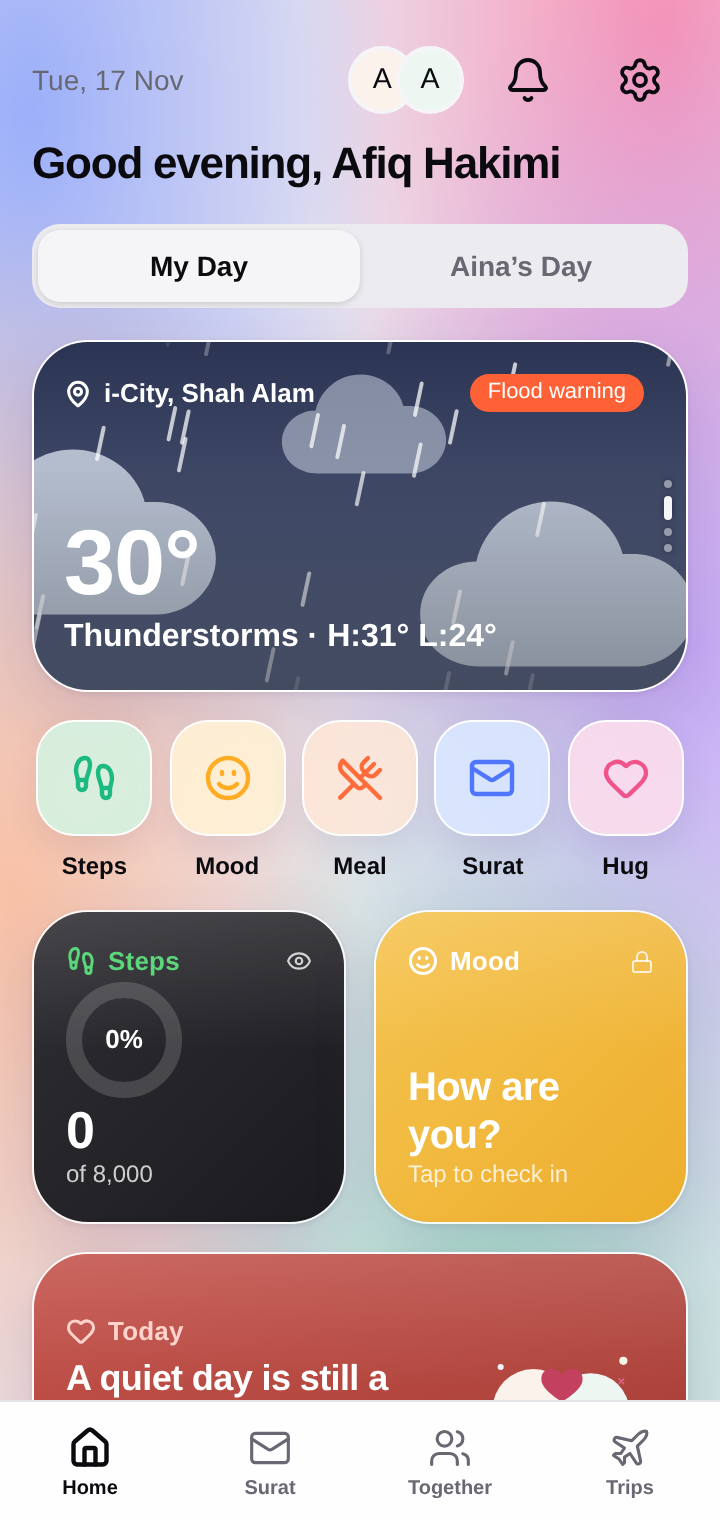 Tue, 17 Nov
A A
Good evening, Afiq Hakimi
My Day
Aina’s Day
i-City, Shah Alam
Flood warning
30°
Thunderstorms · H:31° L:24°
Steps
Mood
Meal
Surat
Hug
Steps
0%
0
of 8,000
Mood
How are
you?
Tap to check in
Today
A quiet day is still a
Home
Surat
Together
Trips